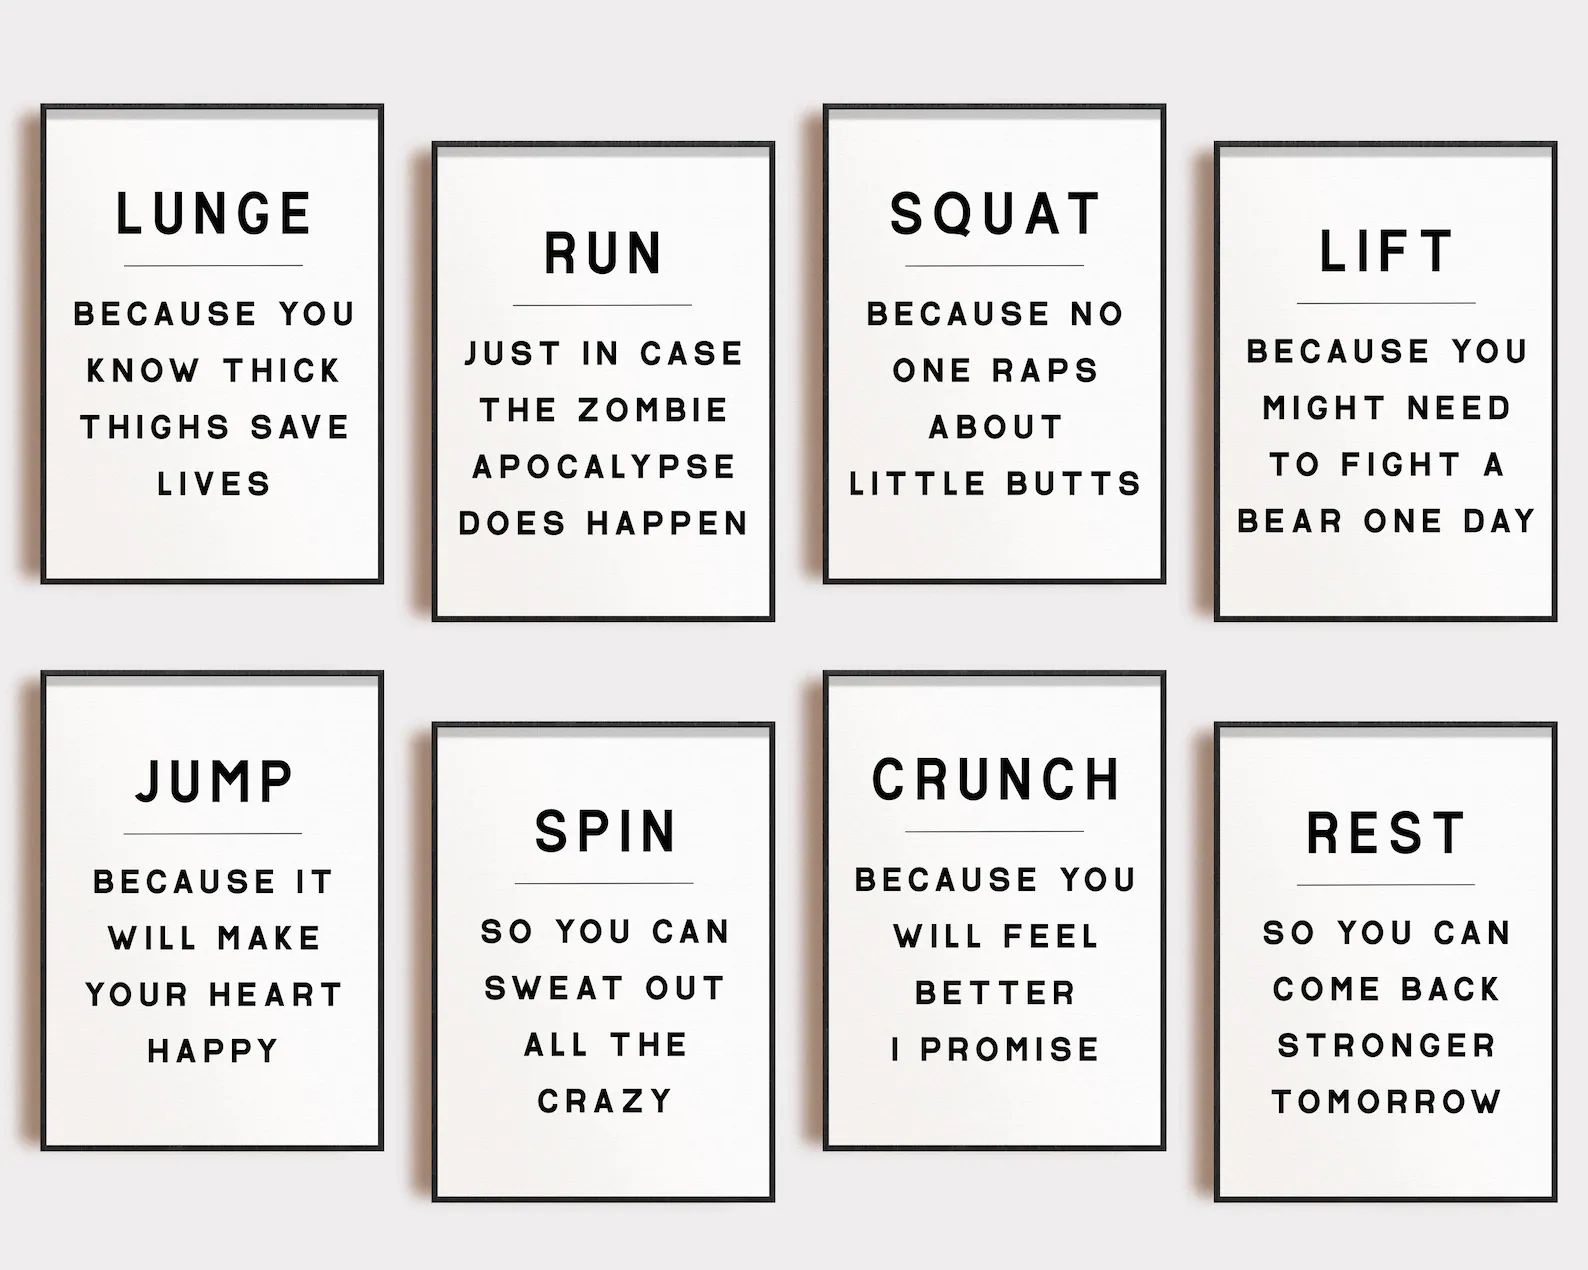 LUNGE
BECAUSE YOU
KNOW THICK
THIGHS SAVE
LIVES
RUN
JUST IN CASE
THE ZOMBIE
APOCALYPSE
DOES HAPPEN
SQUAT
BECAUSE NO
ONE RAPS
ABOUT
LITTLE BUTTS
LIFT
BECAUSE YOU
MIGHT NEED
TO FIGHT A
BEAR ONE DAY
JUMP
BECAUSE IT
WILL MAKE
YOUR HEART
HAPPY
SPIN
SO YOU CAN
SWEAT OUT
ALL THE
CRAZY
CRUNCH
BECAUSE YOU
WILL FEEL
BETTER
I PROMISE
REST
SO YOU CAN
COME BACK
STRONGER
TOMORROW